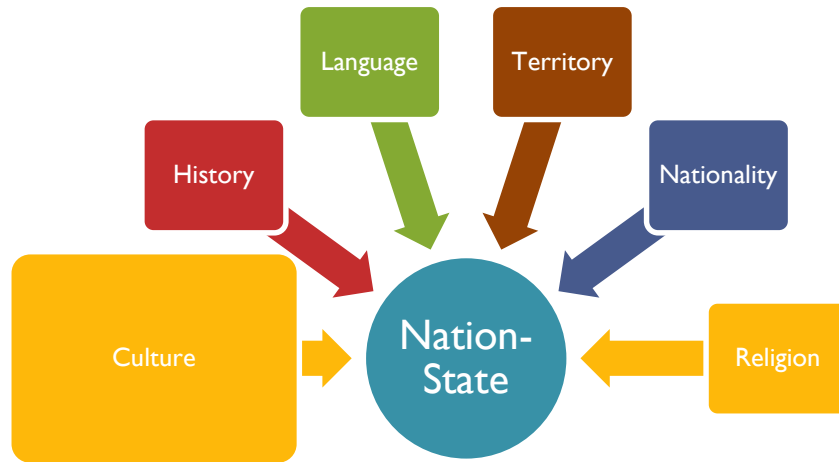 Language
Territory
History
Nationality
Culture
Nation-
State
Religion